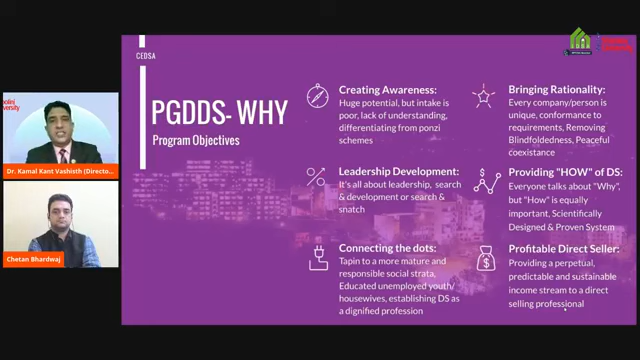 CEDSA
PGDDS- WHY
Program Objectives
Creating Awareness:
Huge potential, but intake is
poor, lack of understanding,
differentiating from ponzi
schemes
Leadership Development:
It's all about leadership, search
& development or search &
snatch
Connecting the dots:
Tapin to a more mature and
responsible social strata,
Educated unemployed youth/
housewives, establishing DS as
a dignified profession
Bringing Rationality:
Every company/person is
unique, conformance to
requirements, Removing
Blindfoldedness, Peaceful
coexistance
Providing "HOW" of DS:
Everyone talks about "Why",
but "How" is equally
important, Scientifically
Designed & Proven System
Profitable Direct Seller:
Providing a perpetual,
predictable and sustainable
income stream to a direct
selling professional
Dr. Kamal Kant Vashisth (Directo...
Chetan Bhardwaj